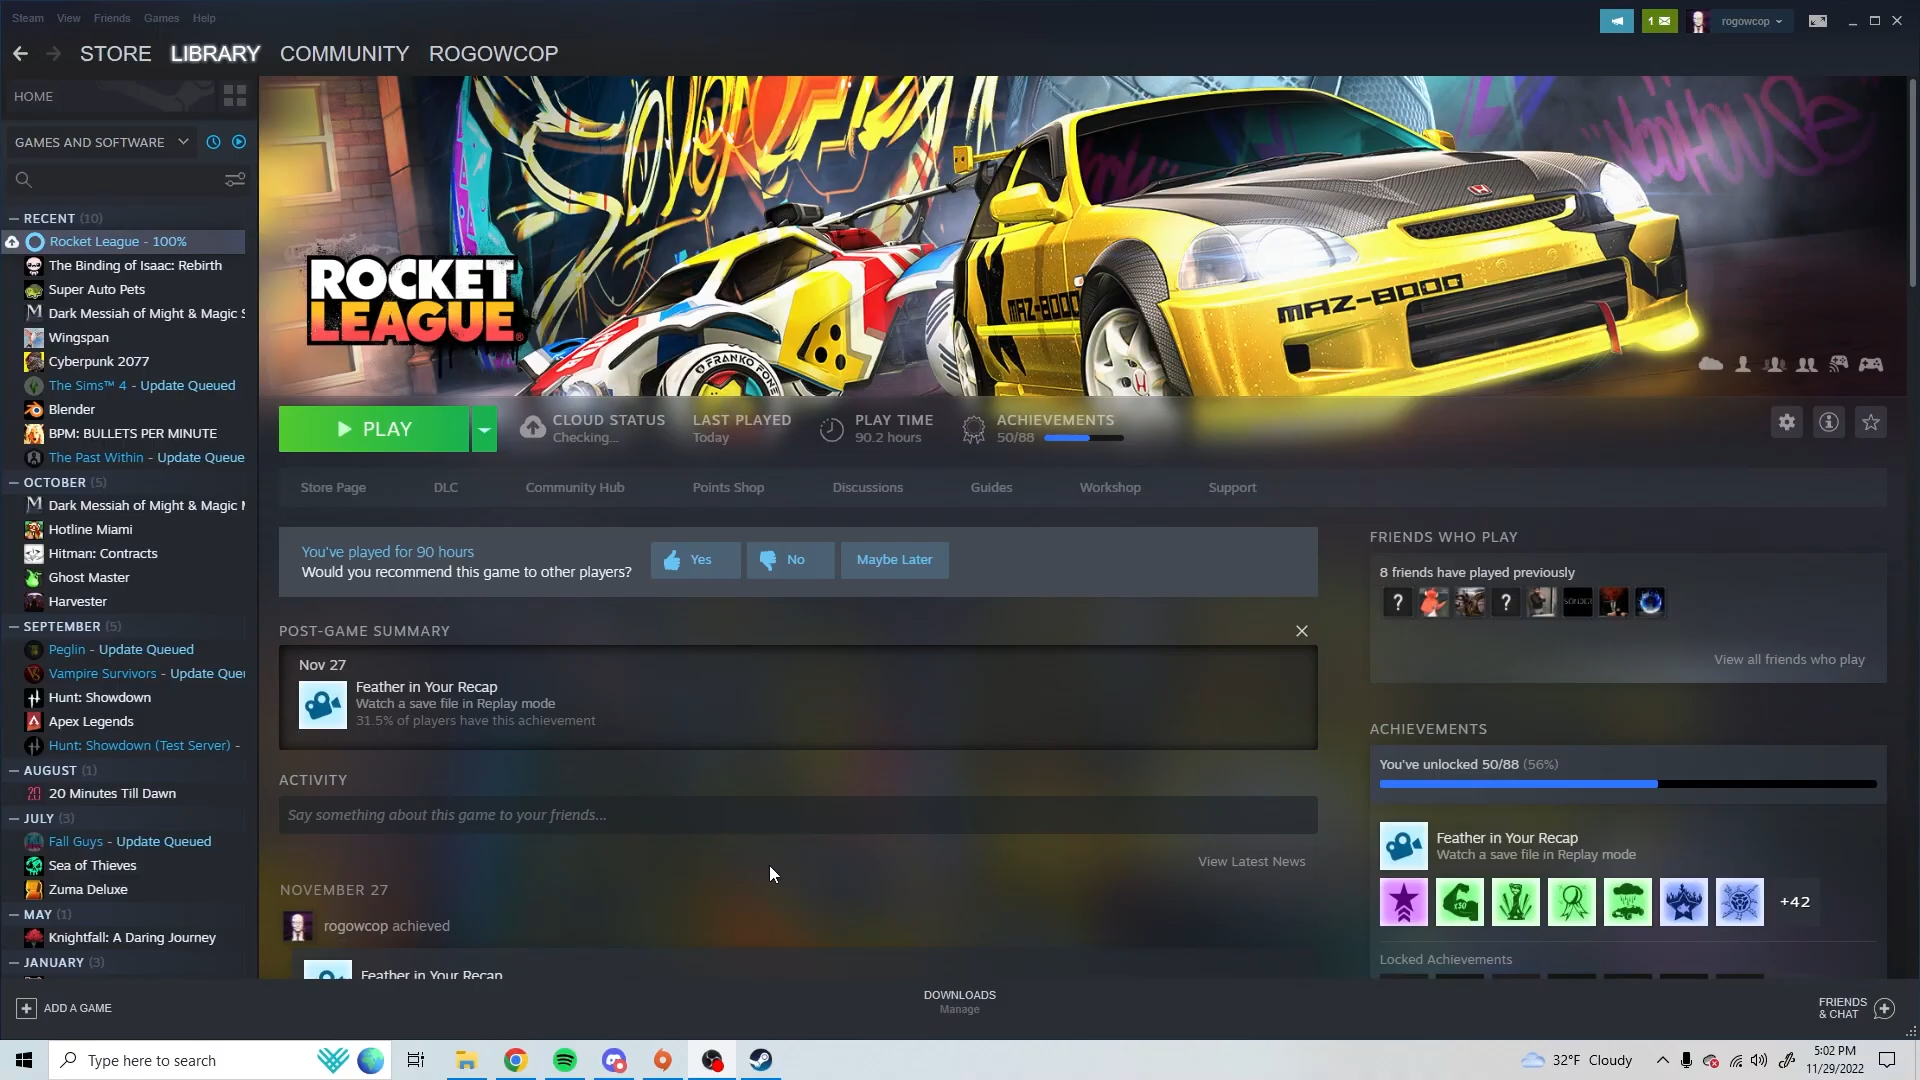 Steam View Friends Games Help
1
rogowcop
STORE LIBRARY COMMUNITY ROGOWCOP
HOME
GAMES AND SOFTWARE
RECENT (10)
Rocket League - 100%
The Binding of Isaac: Rebirth
Super Auto Pets
Dark Messiah of Might & Magic S
Wingspan
Cyberpunk 2077
The Sims™ 4 - Update Queued
Blender
BPM: BULLETS PER MINUTE
The Past Within - Update Queue
OCTOBER (5)
Dark Messiah of Might & Magic M
Hotline Miami
Hitman: Contracts
Ghost Master
Harvester
SEPTEMBER (5)
Peglin - Update Queued
Vampire Survivors - Update Queu
Hunt: Showdown
Apex Legends
Hunt: Showdown (Test Server) -
AUGUST (1)
20 Minutes Till Dawn
JULY (3)
Fall Guys - Update Queued
Sea of Thieves
Zuma Deluxe
MAY (1)
Knightfall: A Daring Journey
JANUARY (3)
ADD A GAME
ROCKET
LEAGUE
MAZ-8000
MAZ-8000
FRANKO FONE
PLAY
CLOUD STATUS
Checking...
LAST PLAYED
Today
PLAY TIME
90.2 hours
ACHIEVEMENTS
50/88
Store Page DLC Community Hub Points Shop Discussions Guides Workshop Support
You've played for 90 hours
Would you recommend this game to other players?
Yes No Maybe Later
POST-GAME SUMMARY
Nov 27
Feather in Your Recap
Watch a save file in Replay mode
31.5% of players have this achievement
ACTIVITY
Say something about this game to your friends...
View Latest News
NOVEMBER 27
rogowcop achieved
Feather in Your Recap
FRIENDS WHO PLAY
8 friends have played previously
? ?
View all friends who play
ACHIEVEMENTS
You've unlocked 50/88 (56%)
Feather in Your Recap
Watch a save file in Replay mode
x50
+42
Locked Achievements
DOWNLOADS
Manage
FRIENDS
& CHAT
Type here to search
32°F Cloudy
5:02 PM
11/29/2022